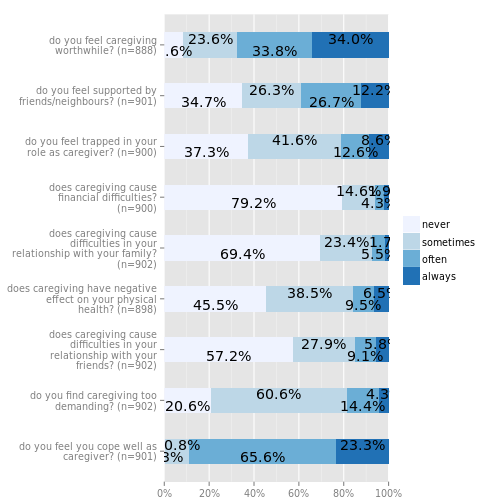 do you feel caregiving
worthwhile? (n=888)
23.6% 34.0%
.6% 33.8%
do you feel supported by
friends/neighbours? (n=901)
26.3% 12.2%
34.7% 26.7%
do you feel trapped in your
role as caregiver? (n=900)
41.6% 8.6%
37.3% 12.6%
does caregiving cause
financial difficulties?
(n=900)
14.6% 1.9
79.2% 4.3%
does caregiving cause
difficulties in your
relationship with your family?
(n=902)
23.4% 1.7
69.4% 5.5%
does caregiving have negative
effect on your physical
health? (n=898)
38.5% 6.5%
45.5% 9.5%
does caregiving cause
difficulties in your
relationship with your
friends? (n=902)
27.9% 5.8%
57.2% 9.1%
do you find caregiving too
demanding? (n=902)
60.6% 4.3
20.6% 14.4%
do you feel you cope well as
caregiver? (n=901)
0.8% 23.3%
3% 65.6%
0% 20% 40% 60% 80% 100%
never
sometimes
often
always